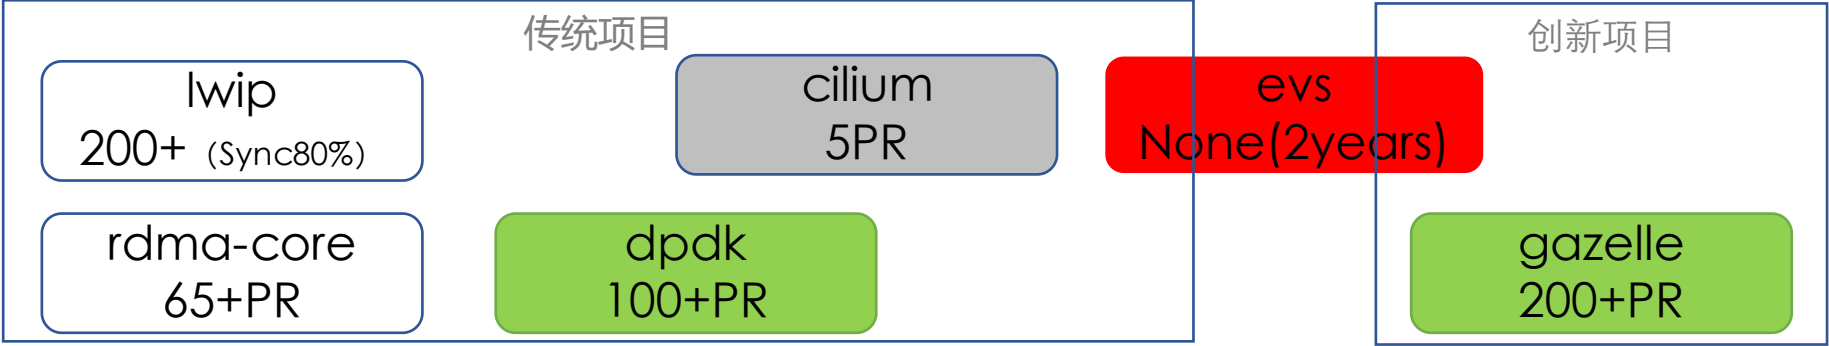 传统项目
创新项目
lwip
200+ (Sync80%)
cilium
5PR
evs
None(2years)
rdma-core
65+PR
dpdk
100+PR
gazelle
200+PR